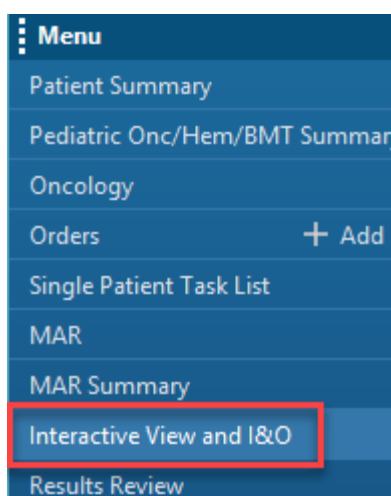 Menu
Patient Summary
Pediatric Onc/Hem/BMT Summar
Oncology
Orders + Add
Single Patient Task List
MAR
MAR Summary
Interactive View and I&O
Results Review